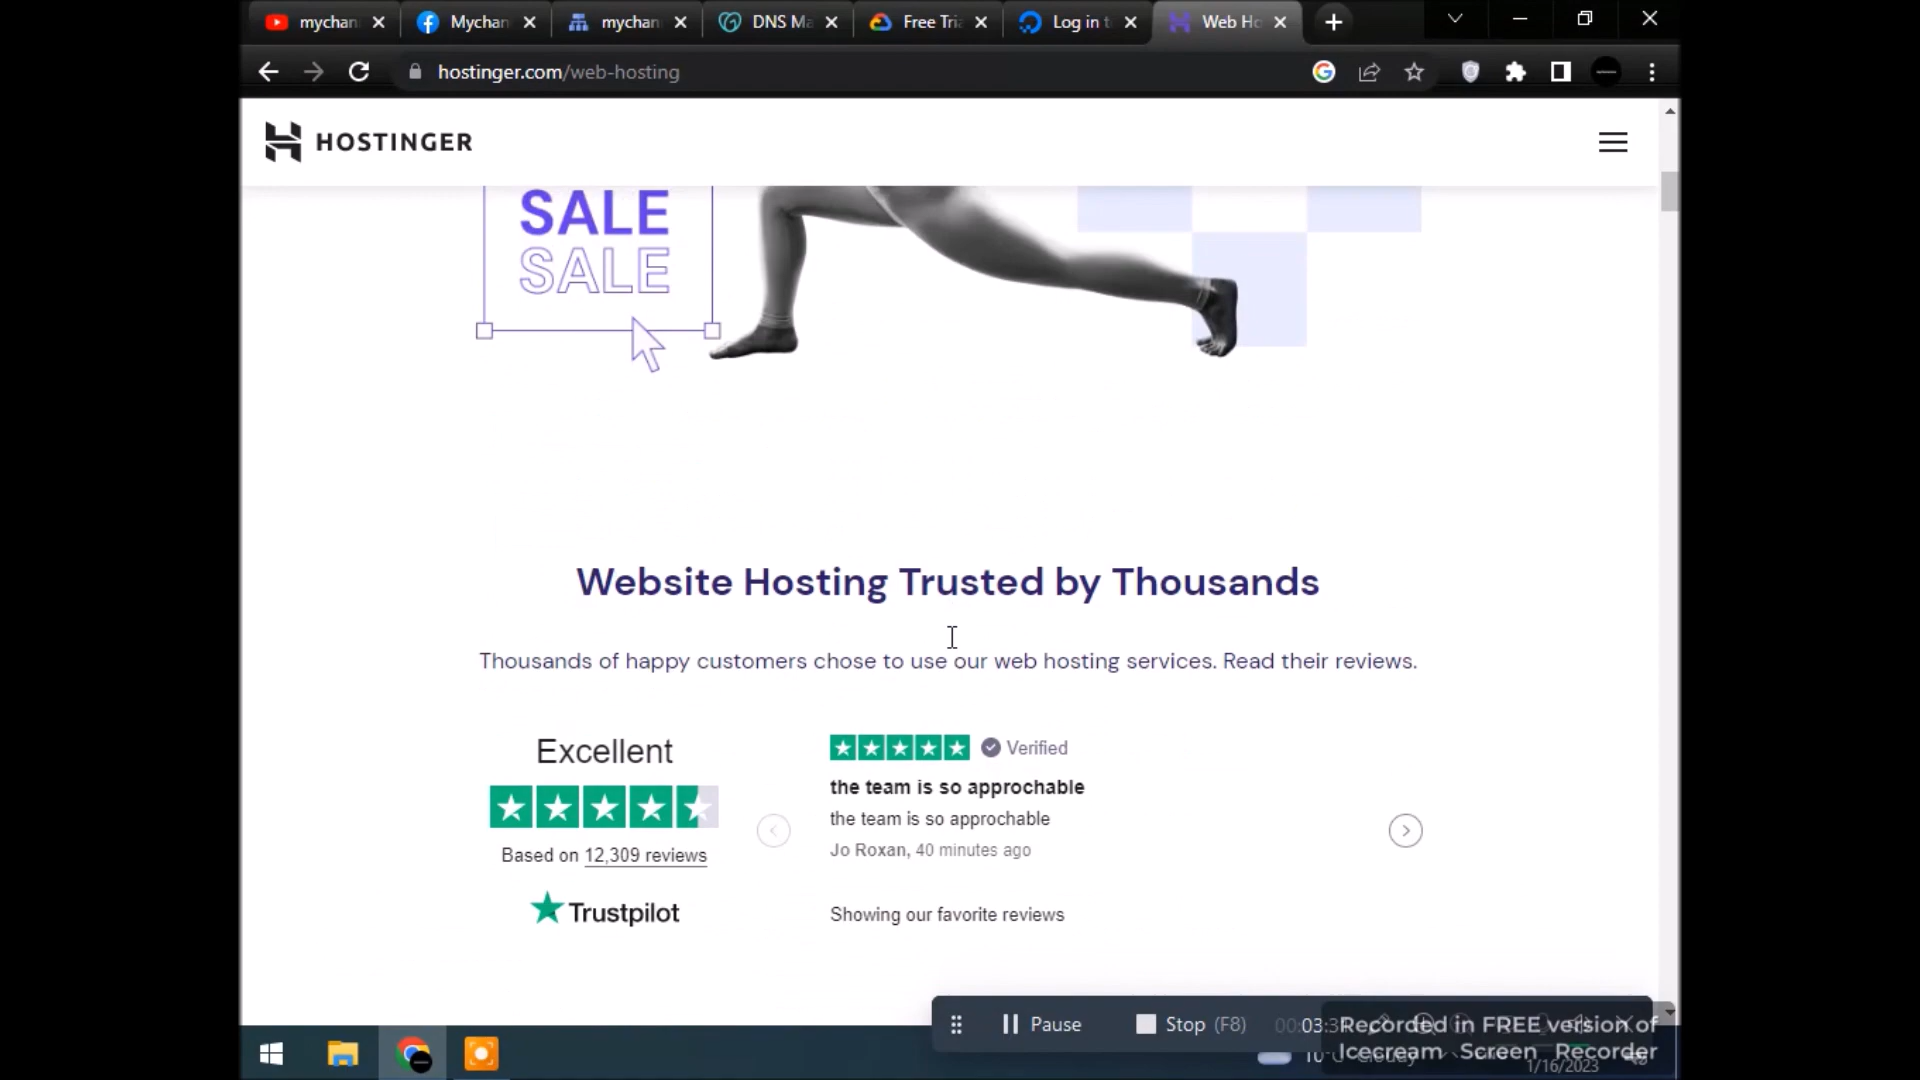 mychan
Mychan
mychan
DNS Ma
Free Tria
Log in t
Web Ho
hostinger.com/web-hosting
HOSTINGER
SALE
SALE
Website Hosting Trusted by Thousands
Thousands of happy customers chose to use our web hosting services. Read their reviews.
Excellent
Based on 12,309 reviews
Trustpilot
Verified
the team is so approchable
the team is so approchable
Jo Roxan, 40 minutes ago
Showing our favorite reviews
Pause
Stop (F8)
Recorded in FREE version of
Icecream Screen Recorder
1/16/2023